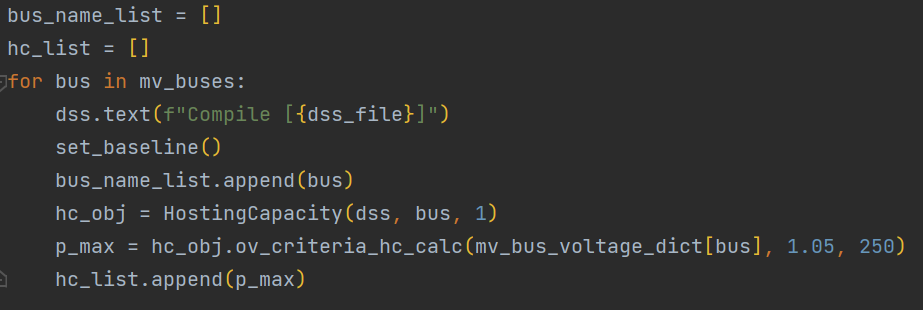 bus_name_list = []
hc_list = []
for bus in mv_buses:
    dss.text(f"Compile [{dss_file}]")
    set_baseline()
    bus_name_list.append(bus)
    hc_obj = HostingCapacity(dss, bus, 1)
    p_max = hc_obj.ov_criteria_hc_calc(mv_bus_voltage_dict[bus], 1.05, 250)
    hc_list.append(p_max)